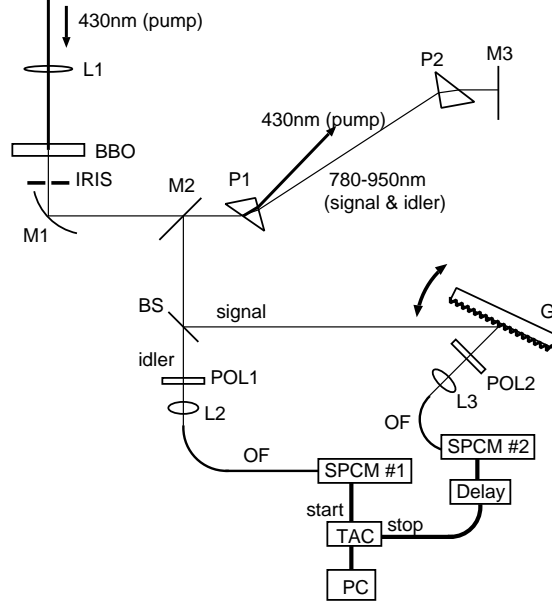 430nm (pump)
L1
BBO
IRIS
M1
M2
P1
P2
M3
430nm (pump)
780-950nm
(signal & idler)
BS
signal
G
idler
POL1
L2
POL2
L3
OF
OF
SPCM #1
SPCM #2
Delay
start
stop
TAC
PC